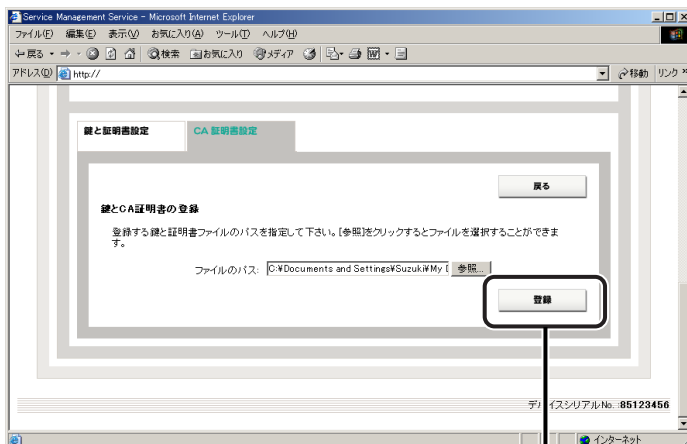 Service Management Service - Microsoft Internet Explorer
ファイル(F) 編集(E) 表示(V) お気に入り(A) ツール(T) ヘルプ(H)
戻る 検索 お気に入り メディア
アドレス(D) http:// 移動 リンク »
鍵と証明書設定 CA 証明書設定
戻る
鍵とCA証明書の登録
登録する鍵と証明書ファイルのパスを指定して下さい。[参照]をクリックするとファイルを選択することができま
す。
ファイルのパス: C:¥Documents and Settings¥Suzuki¥My 参照...
登録
デバイスシリアルNo. :85123456
インターネット